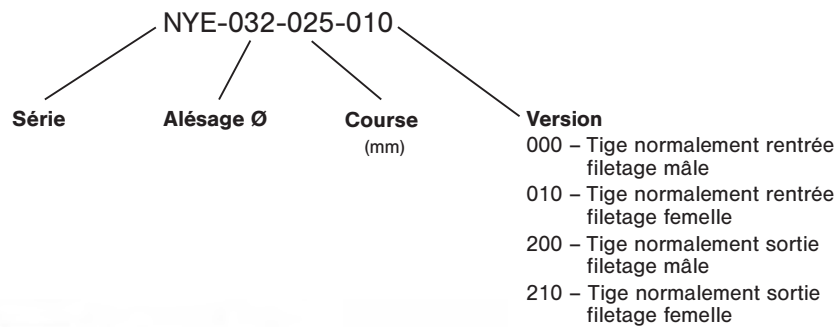 NYE-032-025-010
Série
Alésage Ø
Course
(mm)
Version
000 – Tige normalement rentrée
filetage mâle
010 – Tige normalement rentrée
filetage femelle
200 – Tige normalement sortie
filetage mâle
210 – Tige normalement sortie
filetage femelle